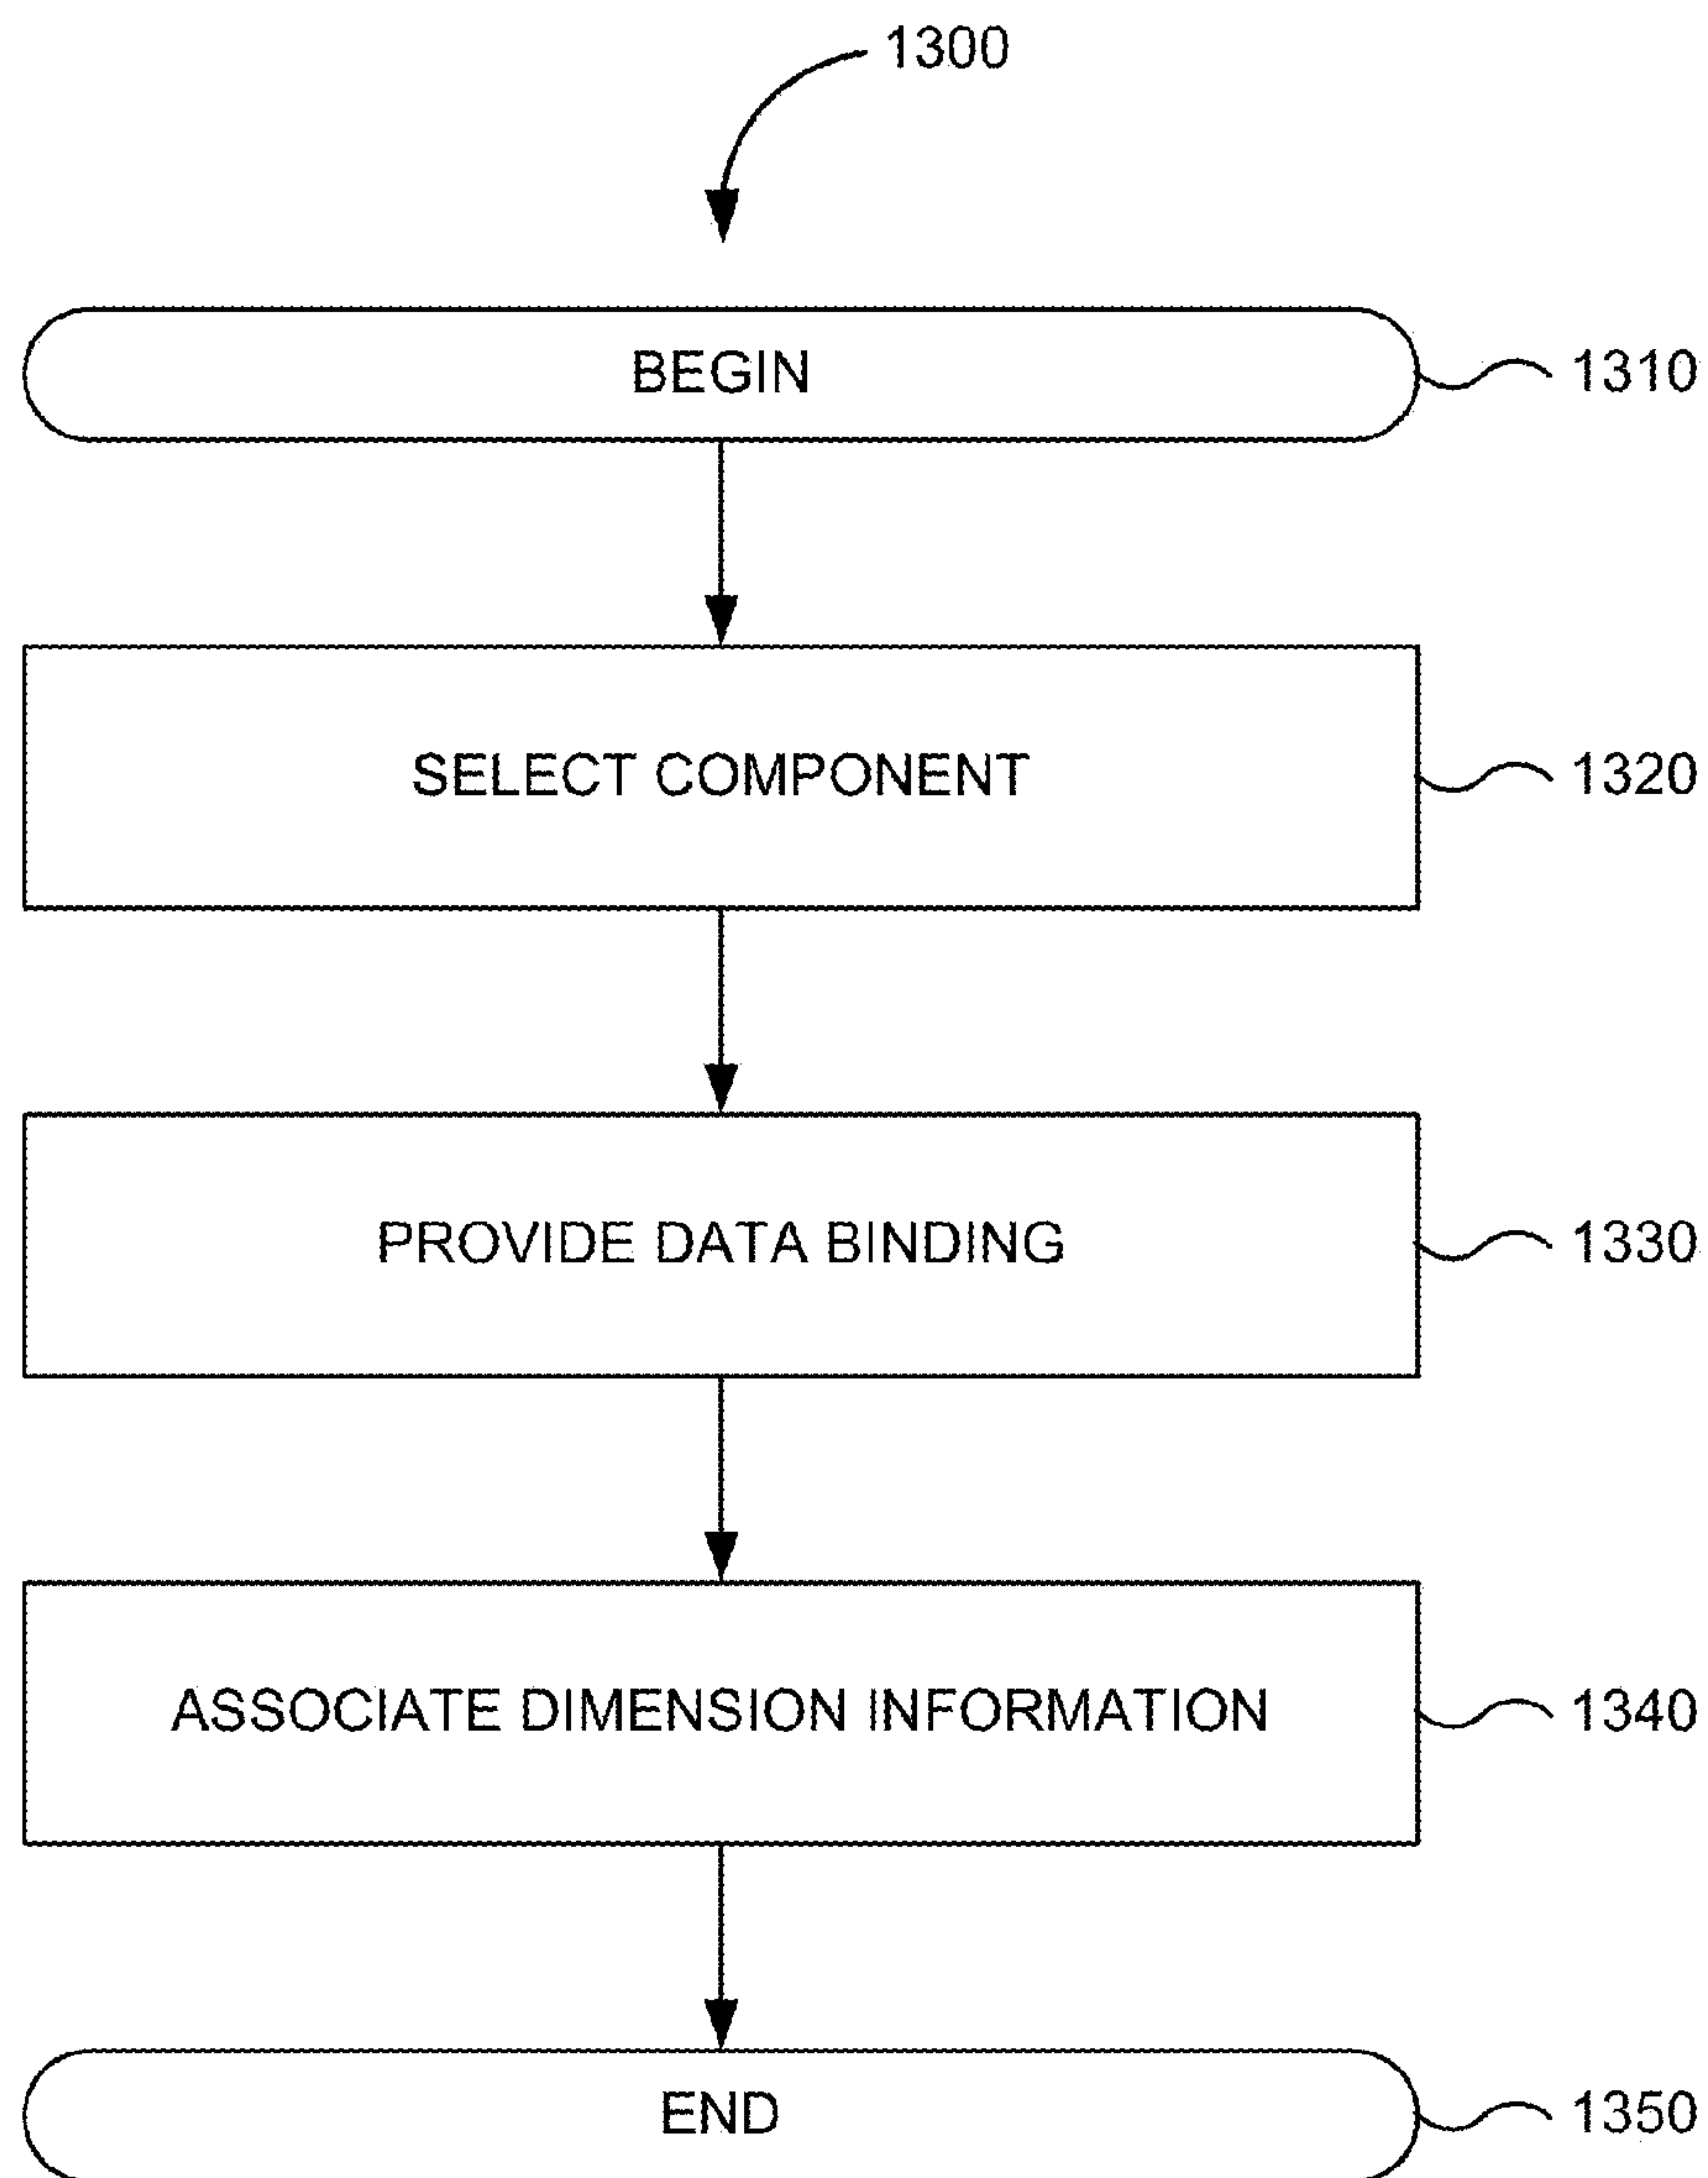 1300
BEGIN
1310
SELECT COMPONENT
1320
PROVIDE DATA BINDING
1330
ASSOCIATE DIMENSION INFORMATION
1340
END
1350